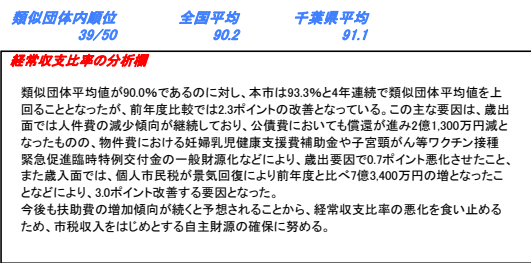 類似団体内順位 全国平均 千葉県平均
39/50 90.2 91.1
経常収支比率の分析欄
類似団体平均値が90.0%であるのに対し、本市は93.3%と4年連続で類似団体平均値を上
回ることとなったが、前年度比較では2.3ポイントの改善となっている。この主な要因は、歳出
面では人件費の減少傾向が継続しており、公債費においても償還が進み2億1,300万円減と
なったものの、物件費における妊婦乳児健康支援費補助金や子宮頸がん等ワクチン接種
緊急促進臨時特例交付金の一般財源化などにより、歳出要因で0.7ポイント悪化させたこと、
また歳入面では、個人市民税が景気回復により前年度と比べ7億3,400万円の増となったこ
となどにより、3.0ポイント改善する要因となった。
今後も扶助費の増加傾向が続くと予想されることから、経常収支比率の悪化を食い止める
ため、市税収入をはじめとする自主財源の確保に努める。